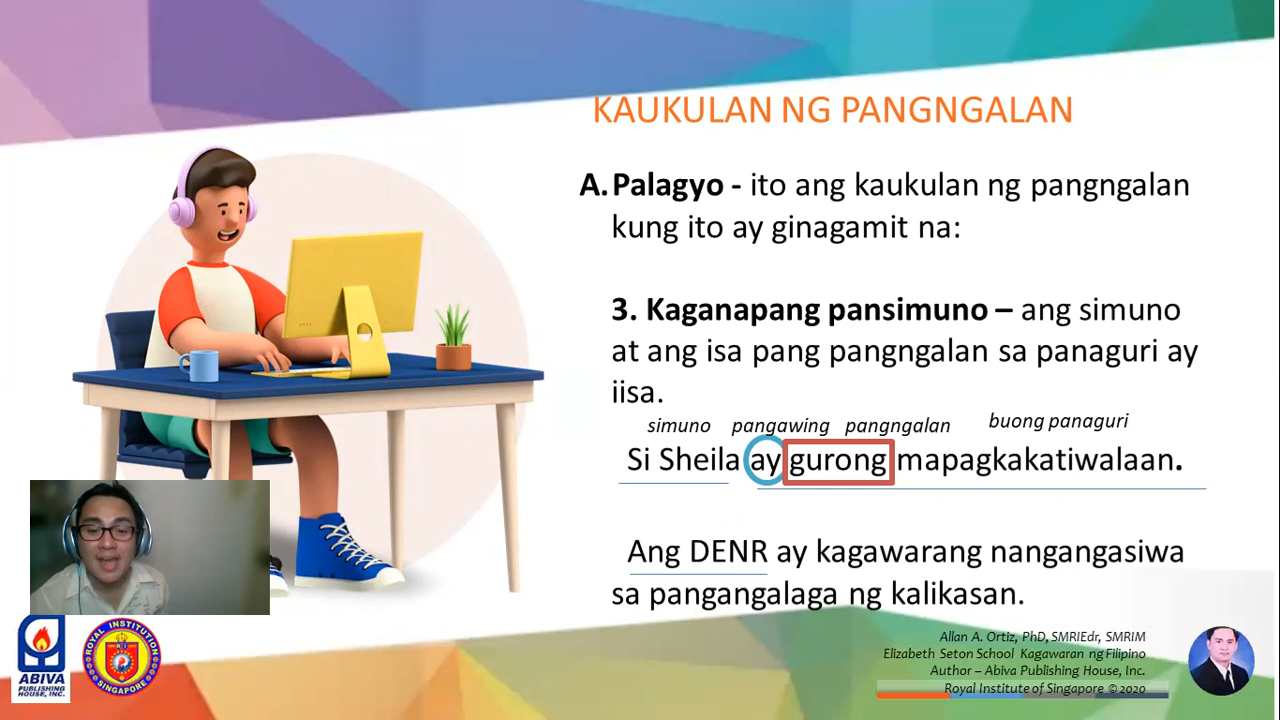 KAUKULAN NG PANGNGALAN
A. Palagyo - ito ang kaukulan ng pangngalan
kung ito ay ginagamit na:
3. Kaganapang pansimuno – ang simuno
at ang isa pang pangngalan sa panaguri ay
iisa.
simuno pangawing pangngalan buong panaguri
Si Sheila ay gurong mapagkakatiwalaan.
Ang DENR ay kagawarang nangangasiwa
sa pangangalaga ng kalikasan.
ABIVA
PUBLISHING
HOUSE, INC.
ROYAL INSTITUTION
SINGAPORE
Allan A. Ortiz, PhD, SMRIEdr, SMRIM
Elizabeth Seton School Kagawaran ng Filipino
Author – Abiva Publishing House, Inc.
Royal Institute of Singapore © 2020